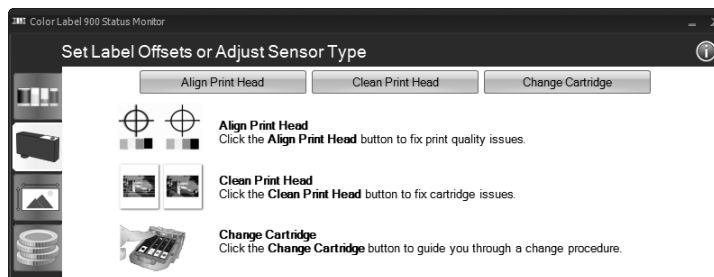 Color Label 900 Status Monitor
Set Label Offsets or Adjust Sensor Type
Align Print Head Clean Print Head Change Cartridge
Align Print Head
Click the Align Print Head button to fix print quality issues.
Clean Print Head
Click the Clean Print Head button to fix cartridge issues.
Change Cartridge
Click the Change Cartridge button to guide you through a change procedure.